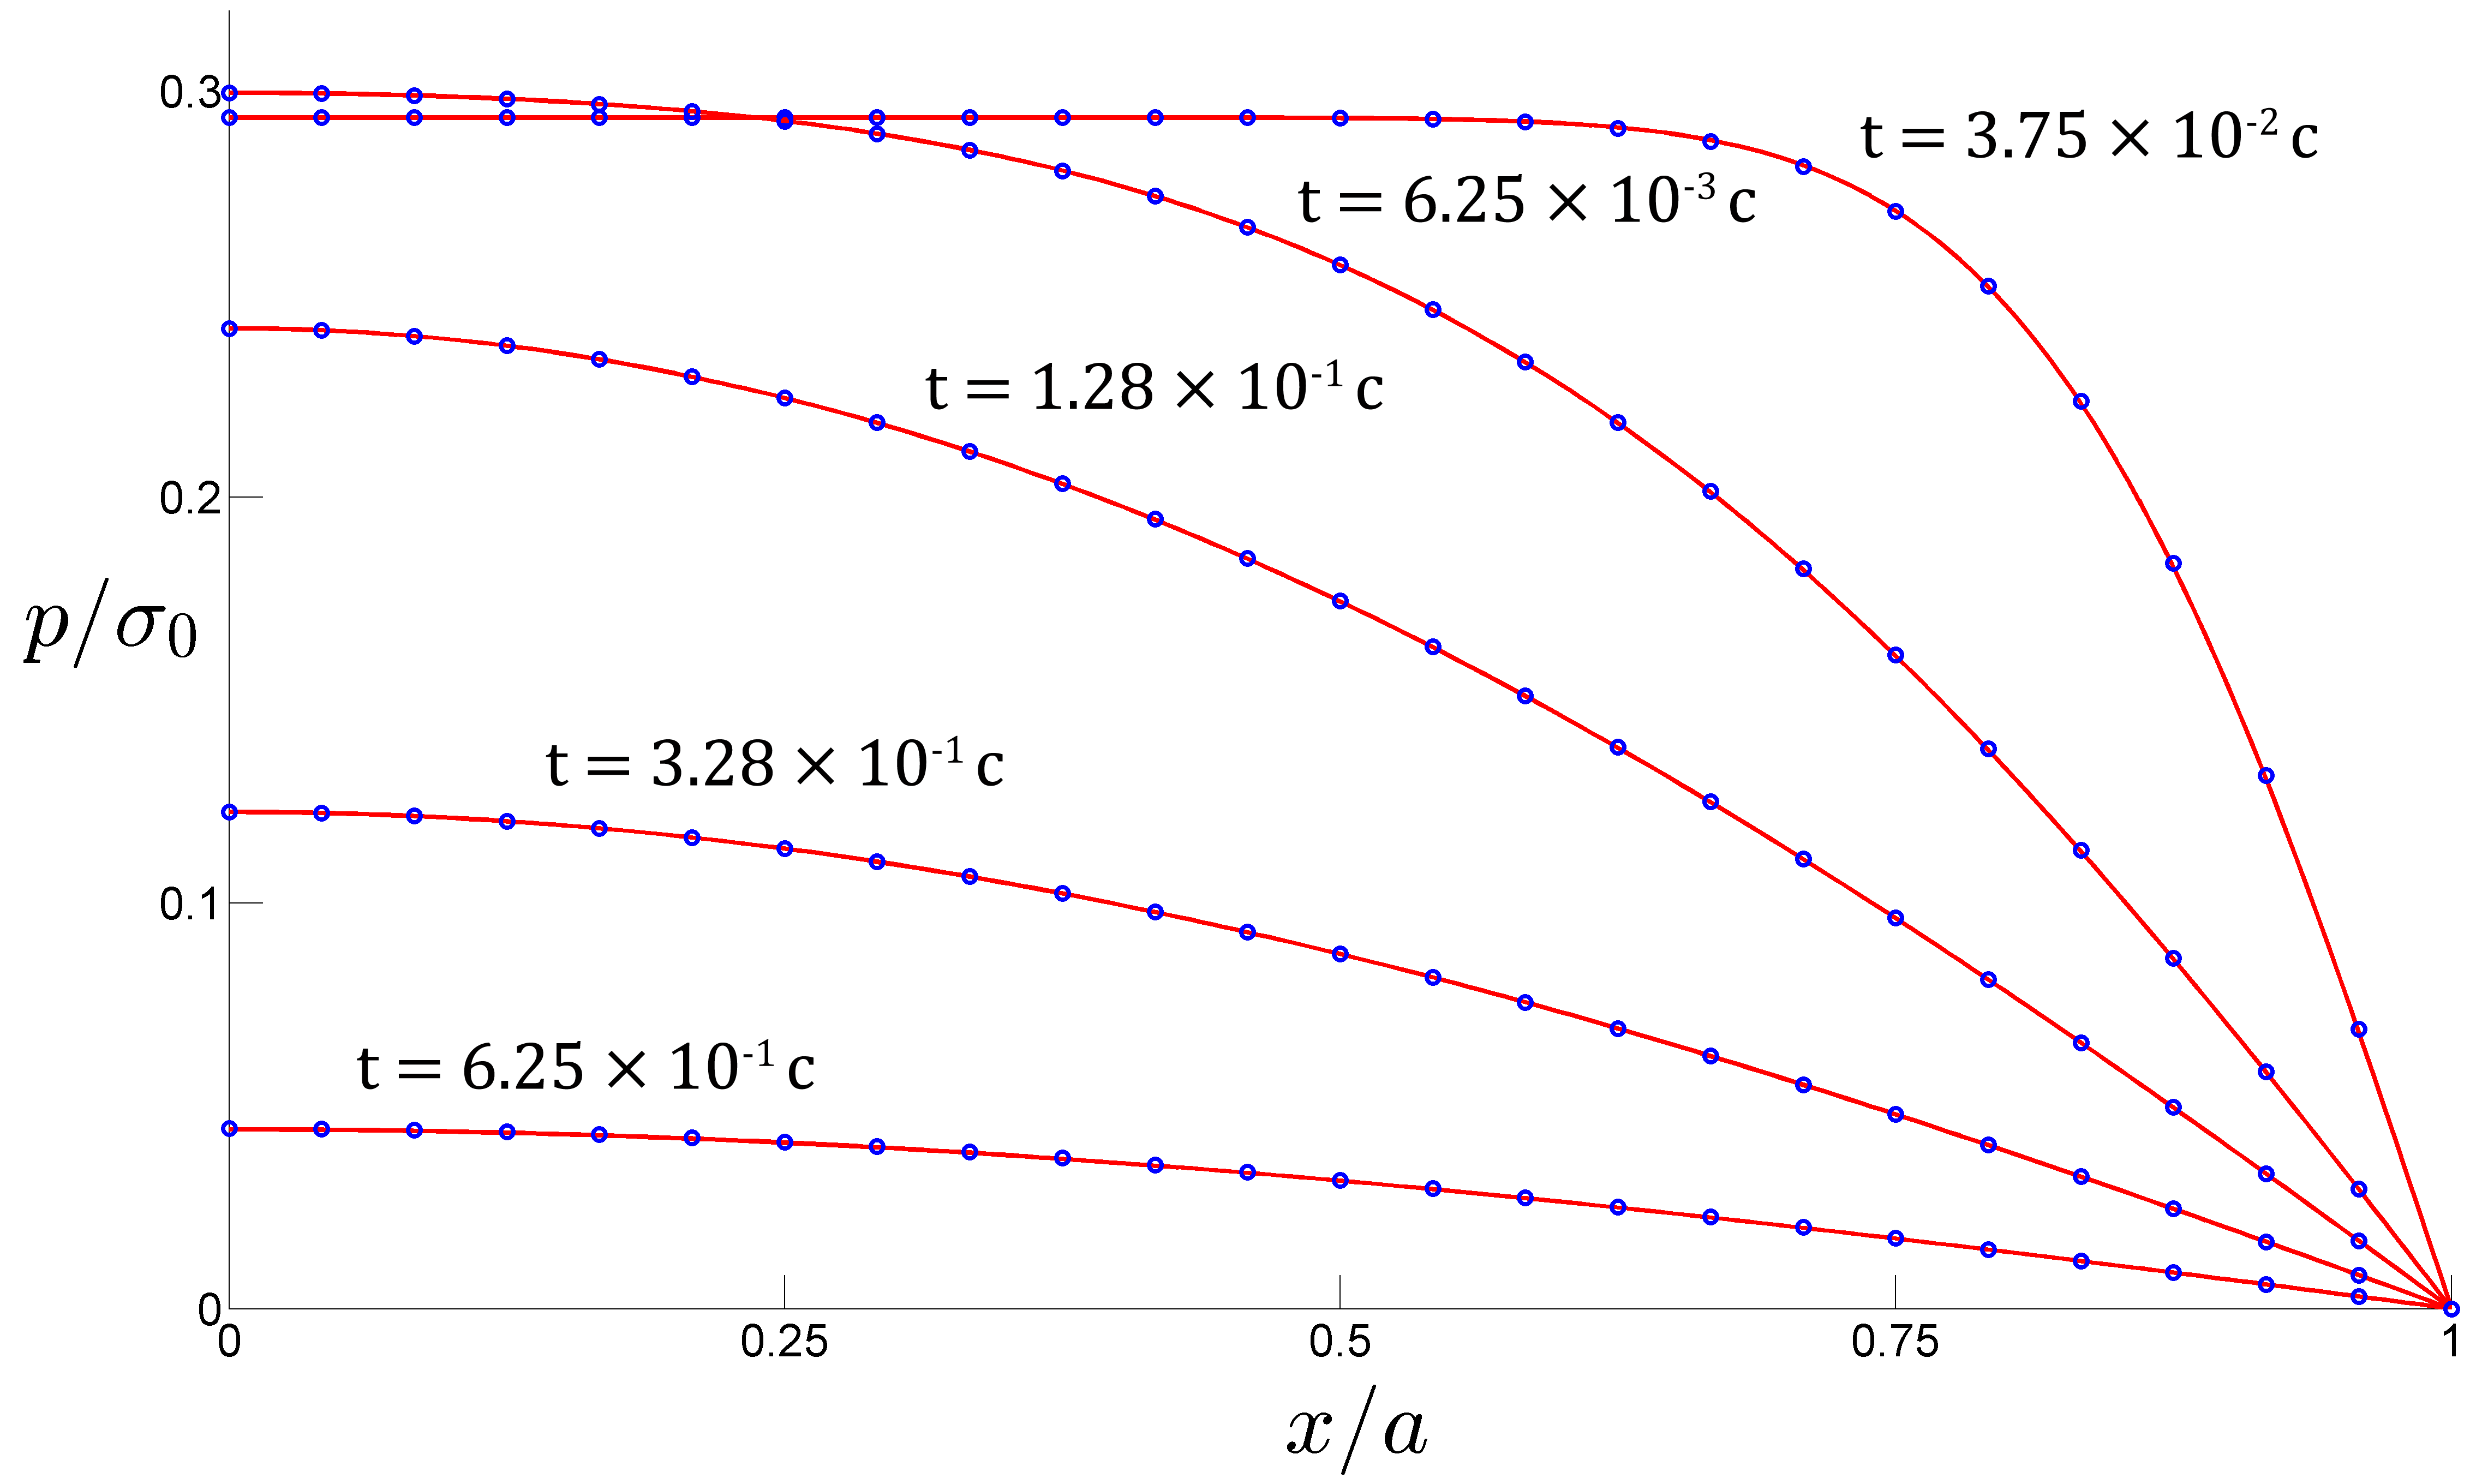 0.3
t = 3.75 × 10⁻² c
t = 6.25 × 10⁻³ c
t = 1.28 × 10⁻¹ c
0.2
p/σ₀
t = 3.28 × 10⁻¹ c
0.1
t = 6.25 × 10⁻¹ c
0
0 0.25 0.5 0.75 1
x/a